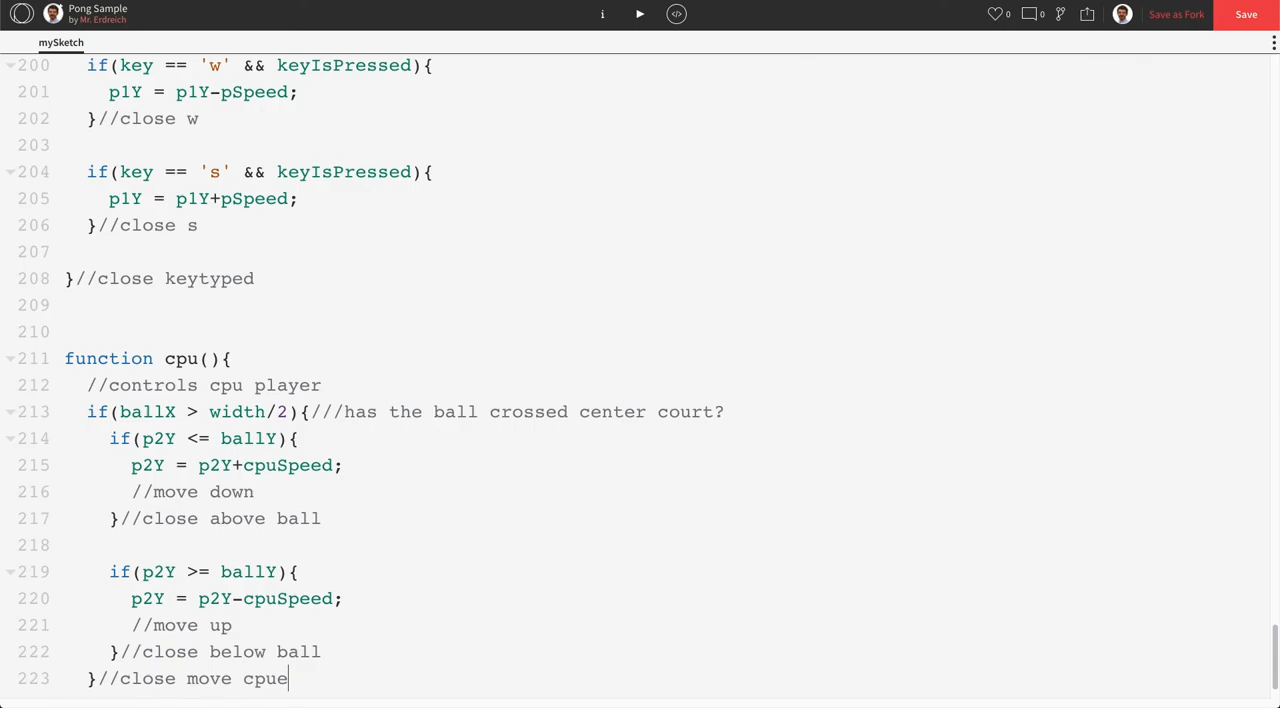 Pong Sample
by Mr. Erdreich
i
</>
0
0
Save as Fork
Save
mySketch
200 if(key == 'w' && keyIsPressed){
201 p1Y = p1Y-pSpeed;
202 }//close w
203
204 if(key == 's' && keyIsPressed){
205 p1Y = p1Y+pSpeed;
206 }//close s
207
208 }//close keytyped
209
210
211 function cpu(){
212 //controls cpu player
213 if(ballX > width/2){///has the ball crossed center court?
214 if(p2Y <= ballY){
215 p2Y = p2Y+cpuSpeed;
216 //move down
217 }//close above ball
218
219 if(p2Y >= ballY){
220 p2Y = p2Y-cpuSpeed;
221 //move up
222 }//close below ball
223 }//close move cpue